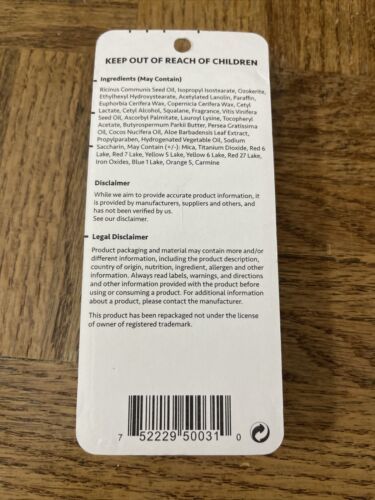 KEEP OUT OF REACH OF CHILDREN
Ingredients (May Contain)
Ricinus Communis Seed Oil, Isopropyl Isostearate, Ozokerite,
Ethylhexyl Hydroxystearate, Acetylated Lanolin, Paraffin,
Euphorbia Cerifera Wax, Copernicia Cerifera Wax, Cetyl
Lactate, Cetyl Alcohol, Squalane, Fragrance, Vitis Vinifera
Seed Oil, Ascorbyl Palmitate, Lauroyl Lysine, Tocopheryl
Acetate, Butyrospermum Parkii Butter, Persea Gratissima
Oil, Cocos Nucifera Oil, Aloe Barbadensis Leaf Extract,
Propylparaben, Hydrogenated Vegetable Oil, Sodium
Saccharin, May Contain (+/-): Mica, Titanium Dioxide, Red 6
Lake, Red 7 Lake, Yellow 5 Lake, Yellow 6 Lake, Red 27 Lake,
Iron Oxides, Blue 1 Lake, Orange 5, Carmine
Disclaimer
While we aim to provide accurate product information, it
is provided by manufacturers, suppliers and others, and
has not been verified by us.
See our disclaimer.
Legal Disclaimer
Product packaging and material may contain more and/or
different information, including the product description,
country of origin, nutrition, ingredient, allergen and other
information. Always read labels, warnings, and directions
and other information provided with the product before
using or consuming a product. For additional information
about a product, please contact the manufacturer.
This product has been repackaged not under the license
of owner of registered trademark.
7 52229 50031 0